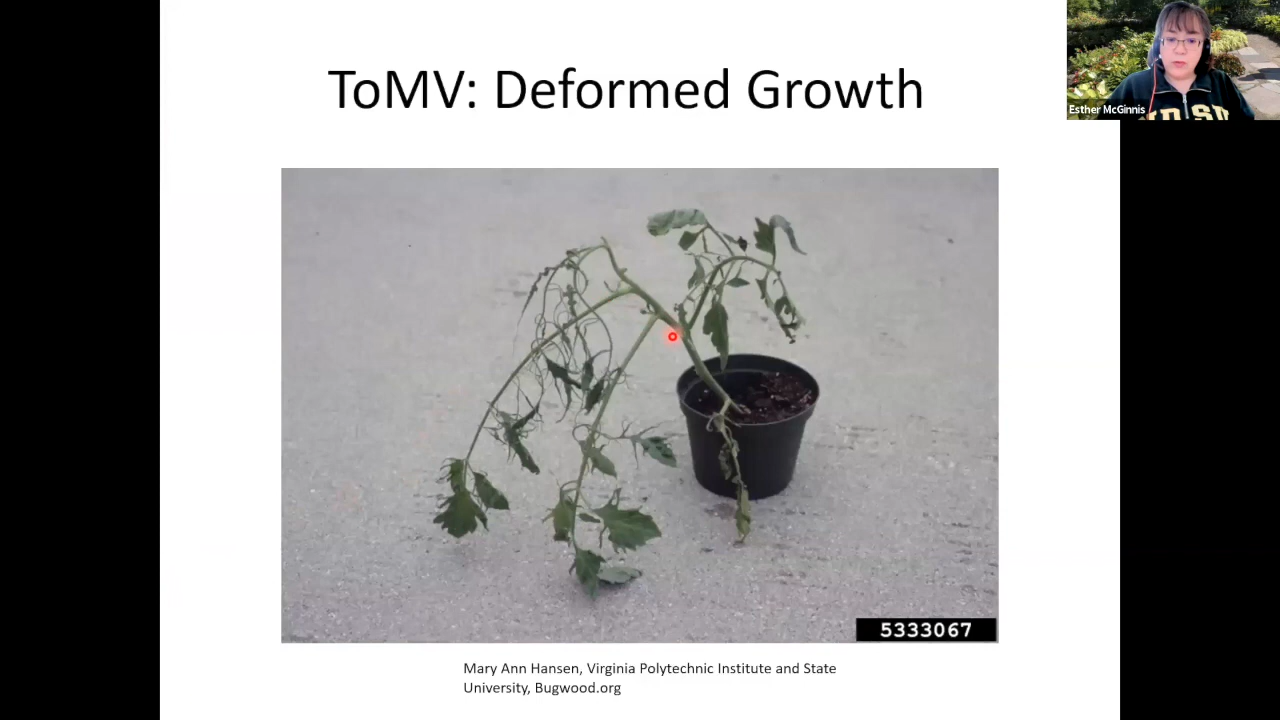 ToMV: Deformed Growth
Esther McGinnis
5333067
Mary Ann Hansen, Virginia Polytechnic Institute and State
University, Bugwood.org